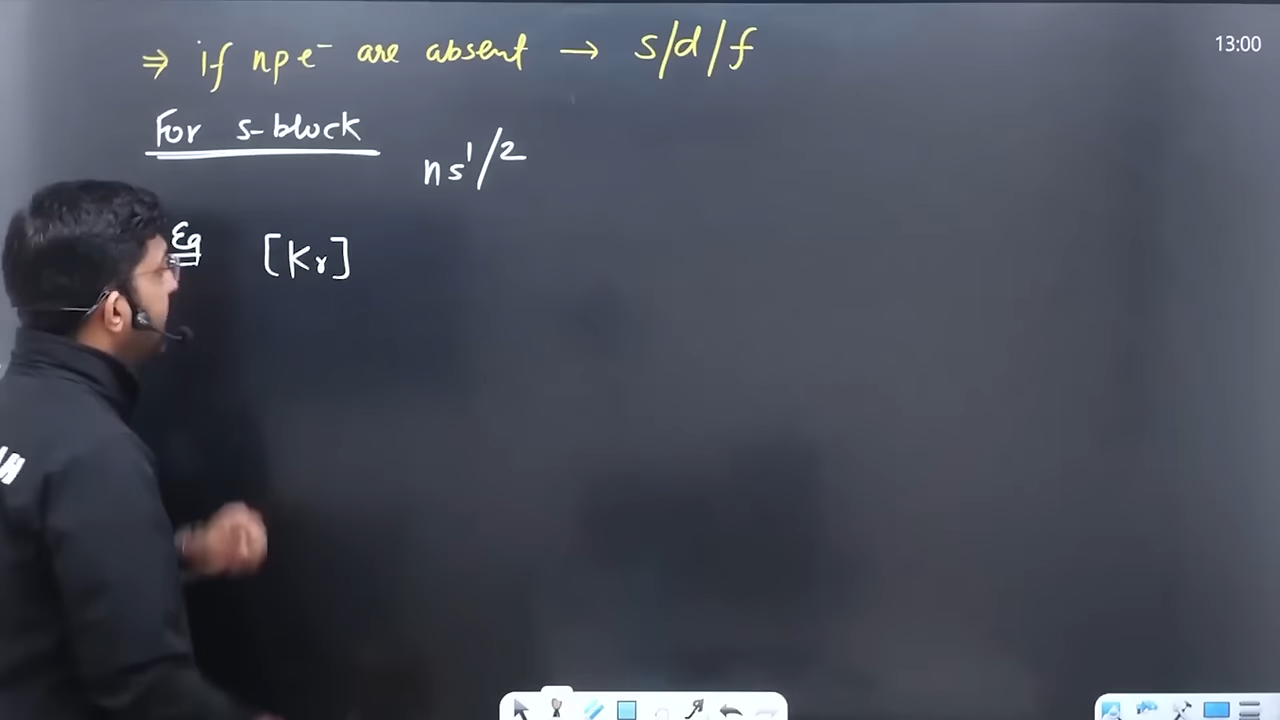 ⇒ if npe⁻ are absent → s/d/f
13:00
For s-block
ns¹/²
Eg [Kr]